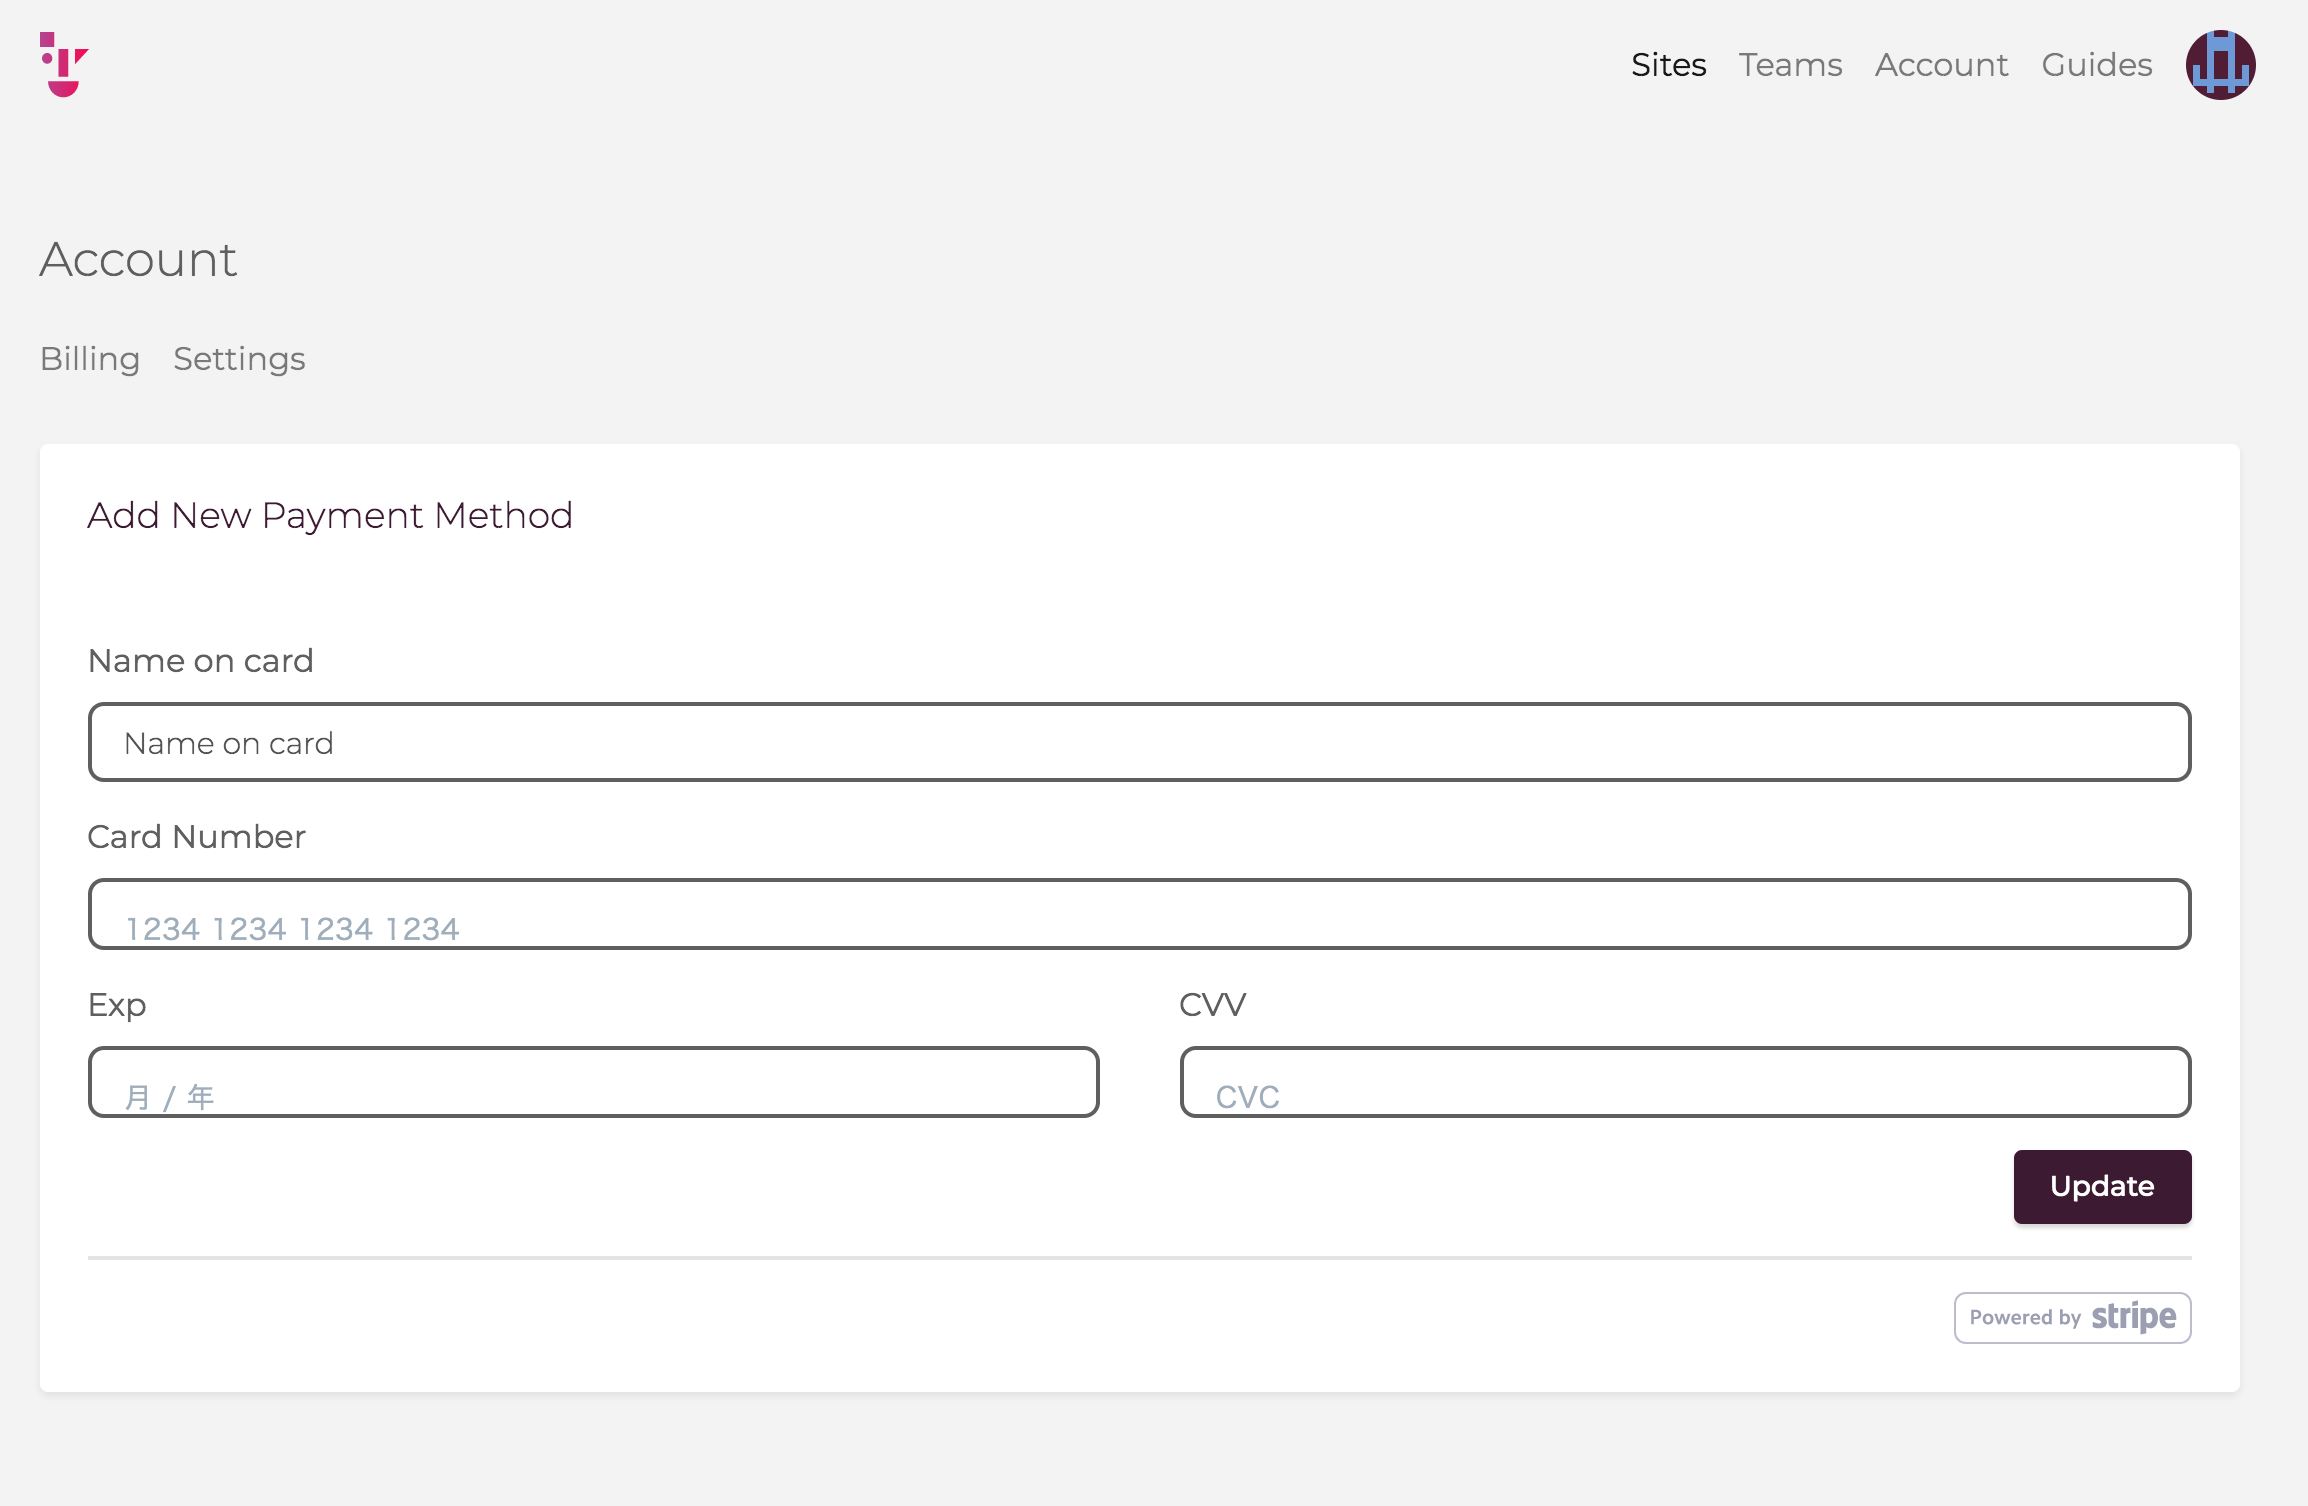 Sites Teams Account Guides
Account
Billing Settings
Add New Payment Method
Name on card
Name on card
Card Number
1234 1234 1234 1234
Exp CVV
月 / 年 CVC
Update
Powered by stripe